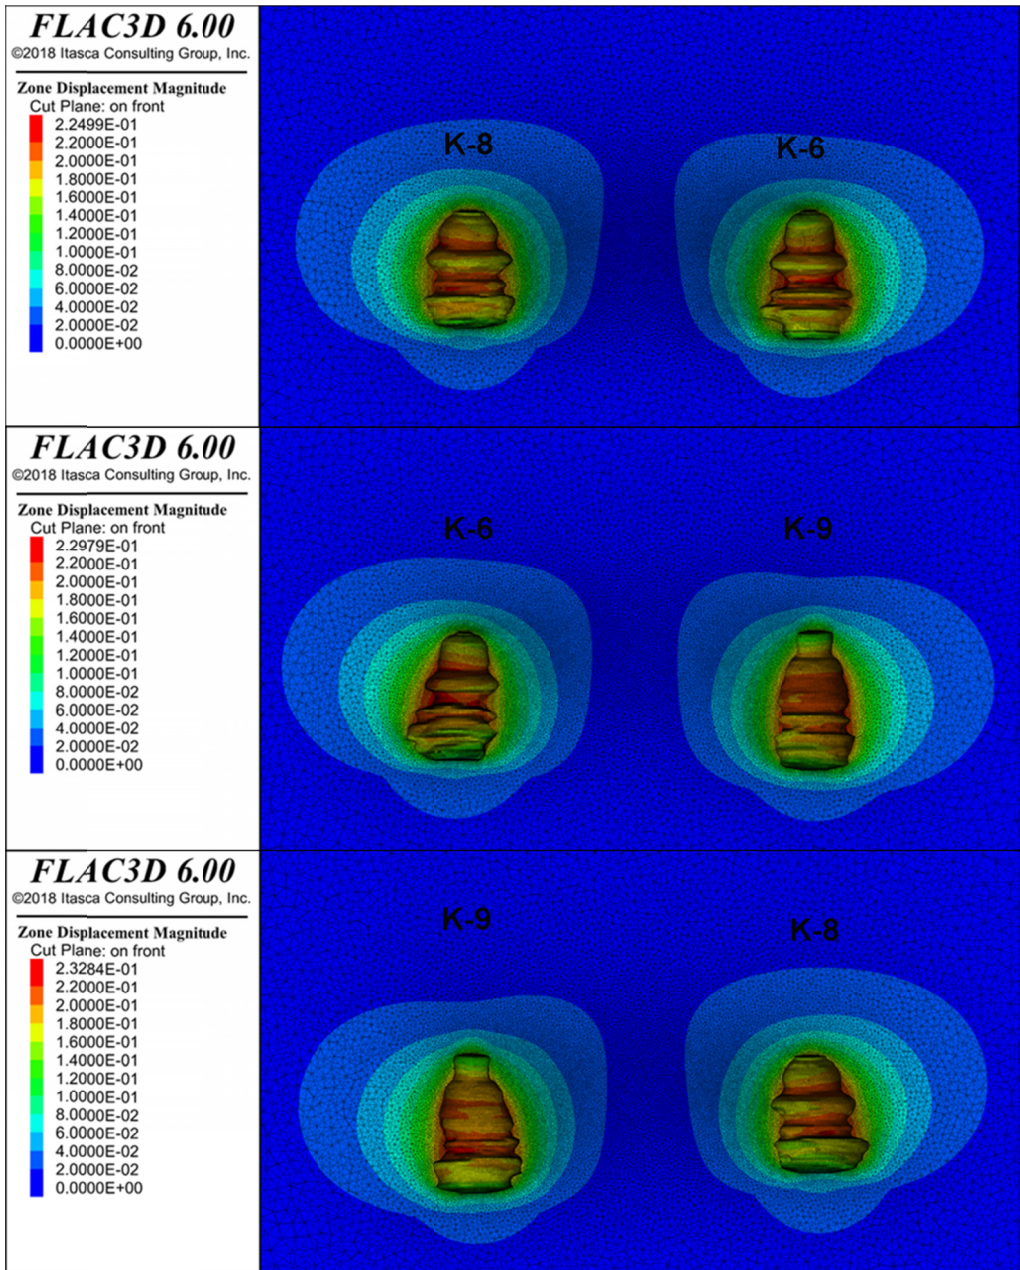 FLAC3D 6.00
©2018 Itasca Consulting Group, Inc.
Zone Displacement Magnitude
Cut Plane: on front
2.2499E-01
2.2000E-01
2.0000E-01
1.8000E-01
1.6000E-01
1.4000E-01
1.2000E-01
1.0000E-01
8.0000E-02
6.0000E-02
4.0000E-02
2.0000E-02
0.0000E+00
K-8
K-6
FLAC3D 6.00
©2018 Itasca Consulting Group, Inc.
Zone Displacement Magnitude
Cut Plane: on front
2.2979E-01
2.2000E-01
2.0000E-01
1.8000E-01
1.6000E-01
1.4000E-01
1.2000E-01
1.0000E-01
8.0000E-02
6.0000E-02
4.0000E-02
2.0000E-02
0.0000E+00
K-6
K-9
FLAC3D 6.00
©2018 Itasca Consulting Group, Inc.
Zone Displacement Magnitude
Cut Plane: on front
2.3284E-01
2.2000E-01
2.0000E-01
1.8000E-01
1.6000E-01
1.4000E-01
1.2000E-01
1.0000E-01
8.0000E-02
6.0000E-02
4.0000E-02
2.0000E-02
0.0000E+00
K-9
K-8